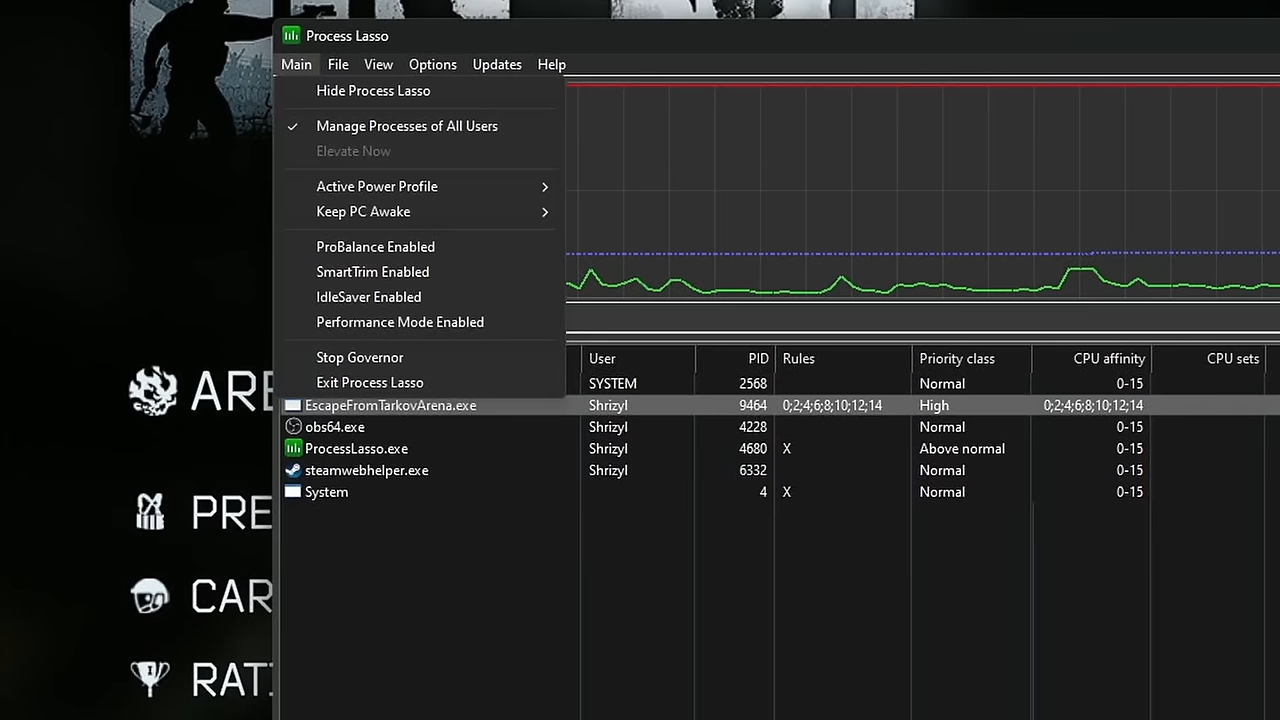 Process Lasso
Main File View Options Updates Help
Hide Process Lasso
✓ Manage Processes of All Users
Elevate Now
Active Power Profile
Keep PC Awake
ProBalance Enabled
SmartTrim Enabled
IdleSaver Enabled
Performance Mode Enabled
Stop Governor
Exit Process Lasso
User PID Rules Priority class CPU affinity CPU sets
SYSTEM 2568 Normal 0-15
EscapeFromTarkovArena.exe Shrizyl 9464 0;2;4;6;8;10;12;14 High 0;2;4;6;8;10;12;14
obs64.exe Shrizyl 4228 Normal 0-15
ProcessLasso.exe Shrizyl 4680 X Above normal 0-15
steamwebhelper.exe Shrizyl 6332 Normal 0-15
System 4 X Normal 0-15
ARE
PRE
CAR
RATI